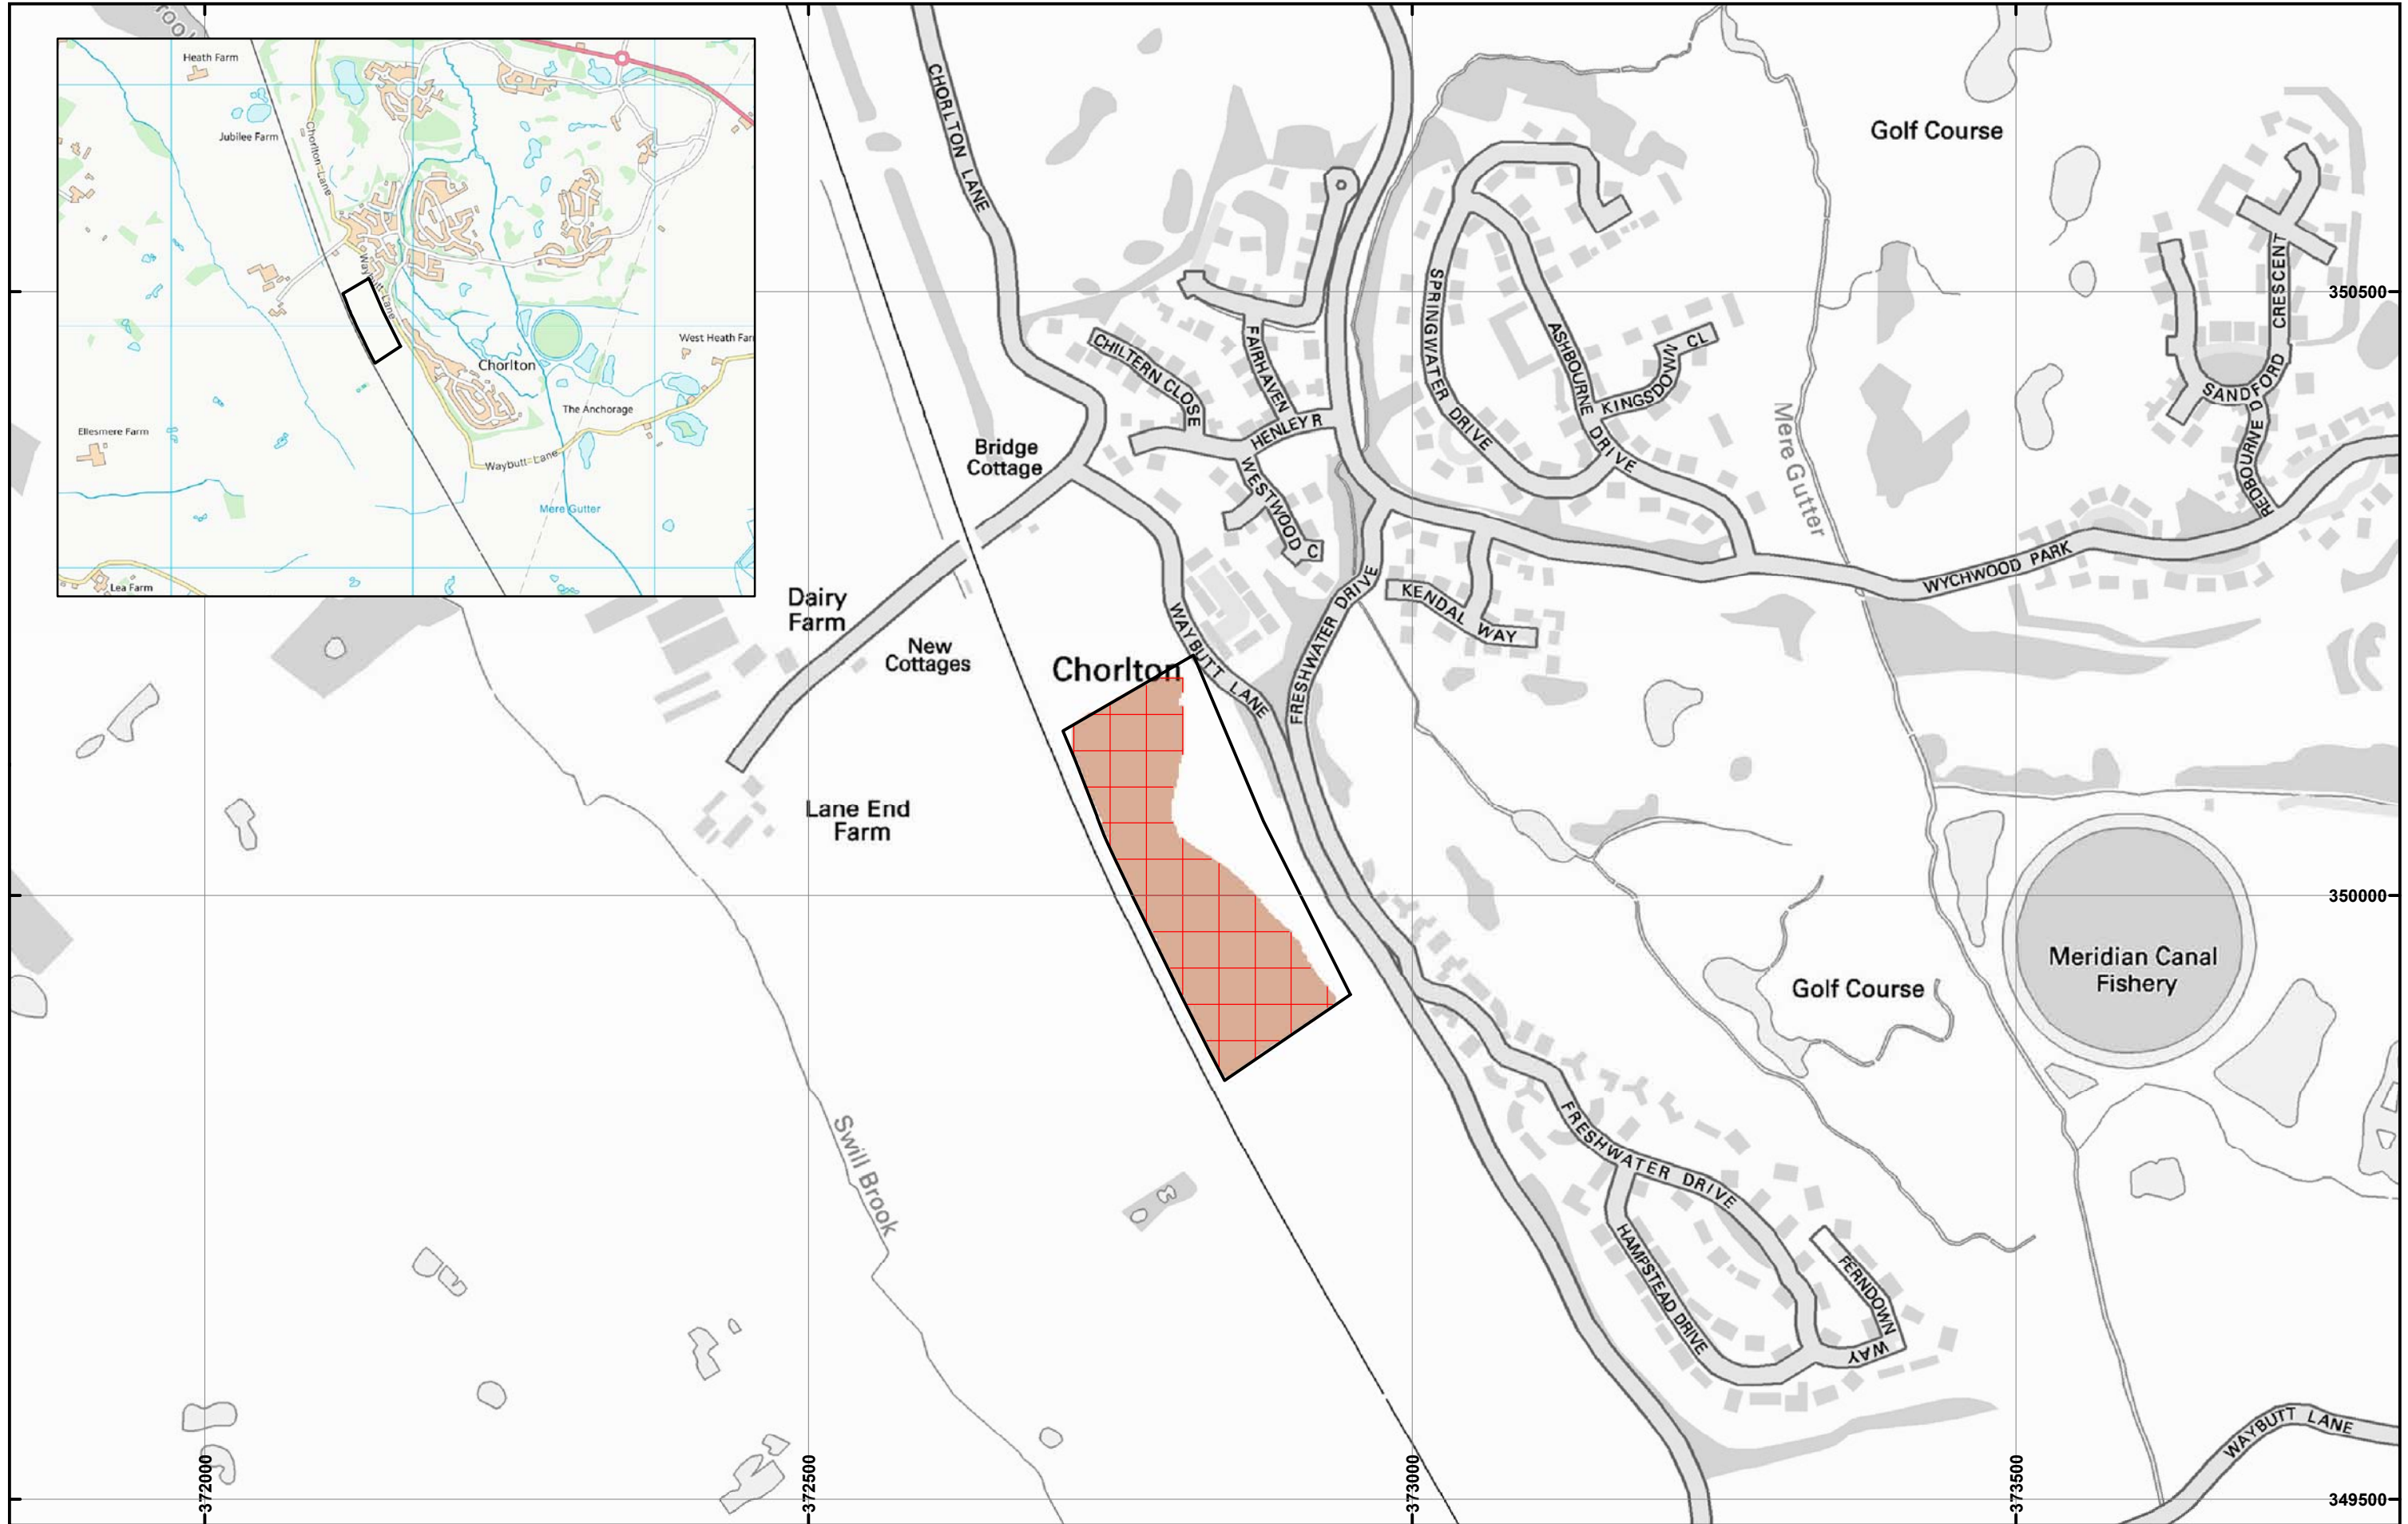 Heath Farm
Jubilee Farm
Chorlton Lane
Waybutt Lane
Chorlton
West Heath Far
The Anchorage
Ellesmere Farm
Waybutt Lane
Mere Gutter
Lea Farm
CHORLTON LANE
Golf Course
350500
CHILTERN CLOSE
FAIRHAVEN
HENLEY R
WESTWOOD C
SPRINGWATER DRIVE
ASHBOURNE DRIVE
KINGSDOWN CL
Mere Gutter
CRESCENT
SANDFORD
REDBOURNE D
Bridge
Cottage
WYCHWOOD PARK
Dairy
Farm
New
Cottages
KENDAL WAY
FRESHWATER DRIVE
WAYBUTT LANE
Chorlton
Lane End
Farm
350000
Meridian Canal
Fishery
Golf Course
Swill Brook
FRESHWATER DRIVE
HAMPSTEAD DRIVE
FERNDOWN
WAY
WAYBUTT LANE
372000
372500
373000
373500
349500